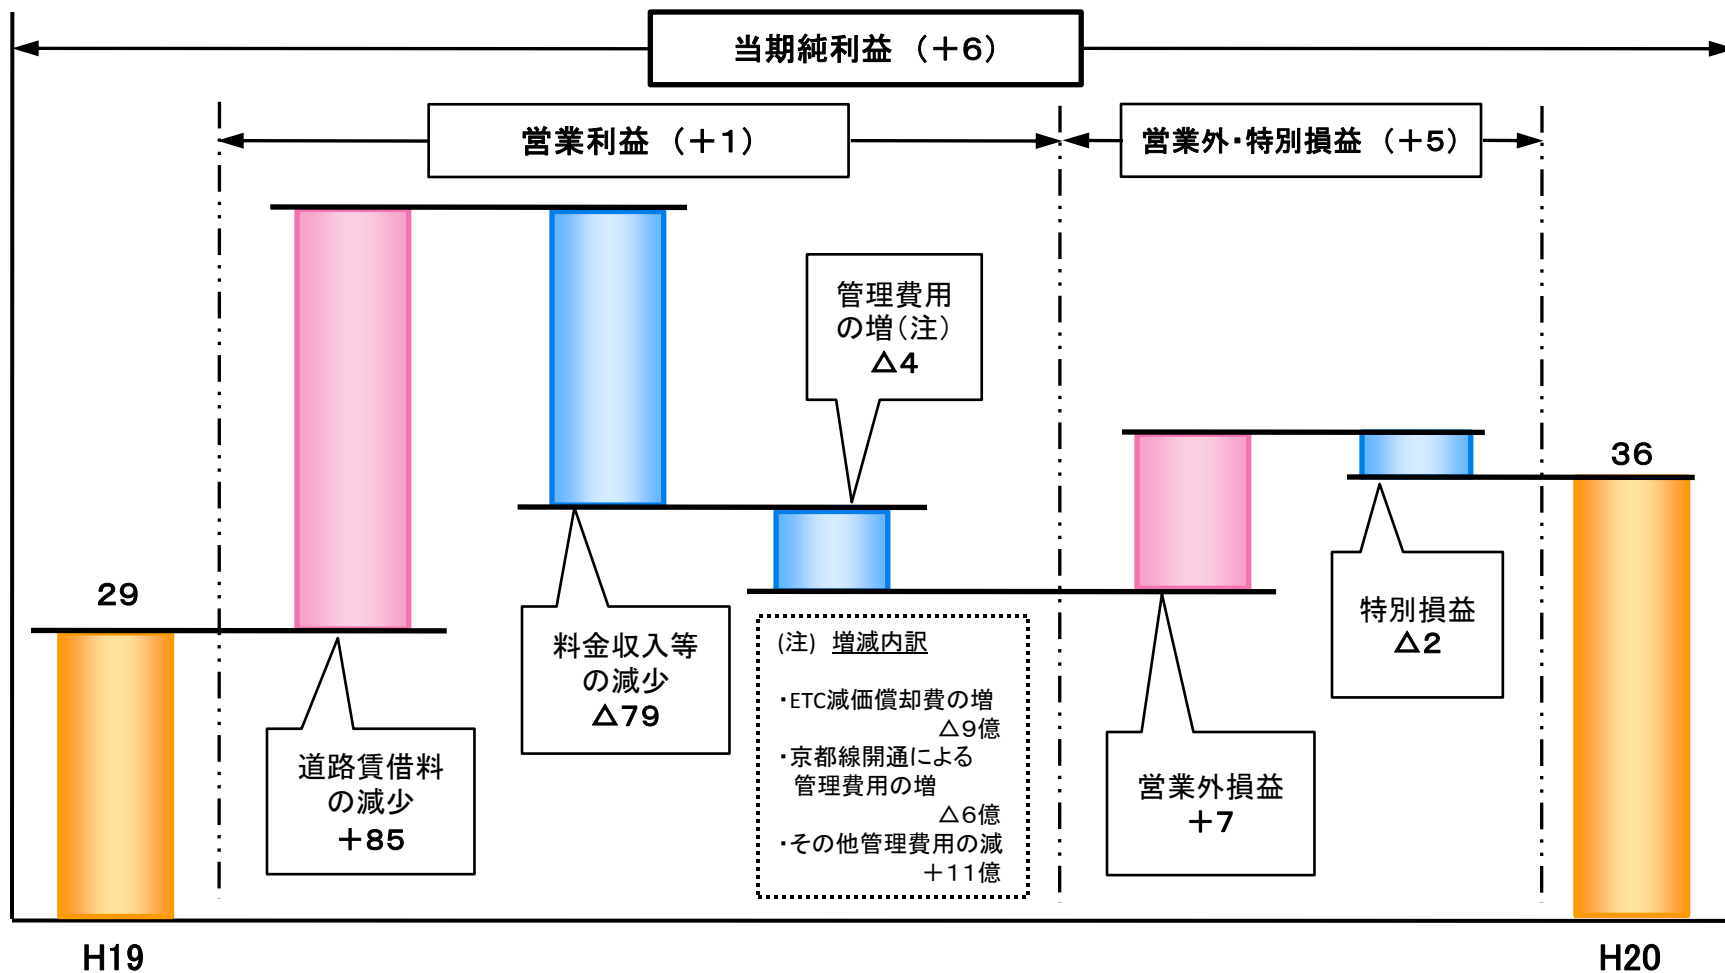 当期純利益（＋6）
営業利益（＋1）
営業外・特別損益（＋5）
管理費用
の増（注）
△4
36
29
料金収入等
の減少
△79
特別損益
△2
道路賃借料
の減少
＋85
営業外損益
＋7
(注) 増減内訳
・ETC減価償却費の増
△9億
・京都線開通による
管理費用の増
△6億
・その他管理費用の減
＋11億
H19
H20